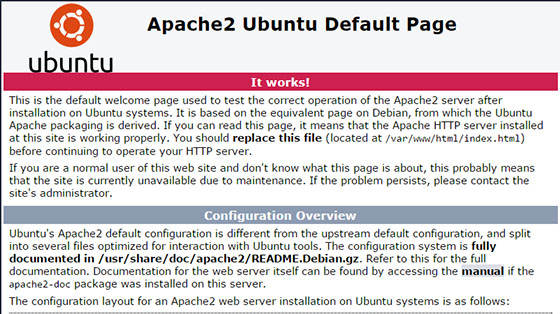 Apache2 Ubuntu Default Page
ubuntu
It works!
This is the default welcome page used to test the correct operation of the Apache2 server after
installation on Ubuntu systems. It is based on the equivalent page on Debian, from which the Ubuntu
Apache packaging is derived. If you can read this page, it means that the Apache HTTP server installed
at this site is working properly. You should replace this file (located at /var/www/html/index.html)
before continuing to operate your HTTP server.
If you are a normal user of this web site and don't know what this page is about, this probably means
that the site is currently unavailable due to maintenance. If the problem persists, please contact the
site's administrator.
Configuration Overview
Ubuntu's Apache2 default configuration is different from the upstream default configuration, and split
into several files optimized for interaction with Ubuntu tools. The configuration system is fully
documented in /usr/share/doc/apache2/README.Debian.gz. Refer to this for the full
documentation. Documentation for the web server itself can be found by accessing the manual if the
apache2-doc package was installed on this server.
The configuration layout for an Apache2 web server installation on Ubuntu systems is as follows: